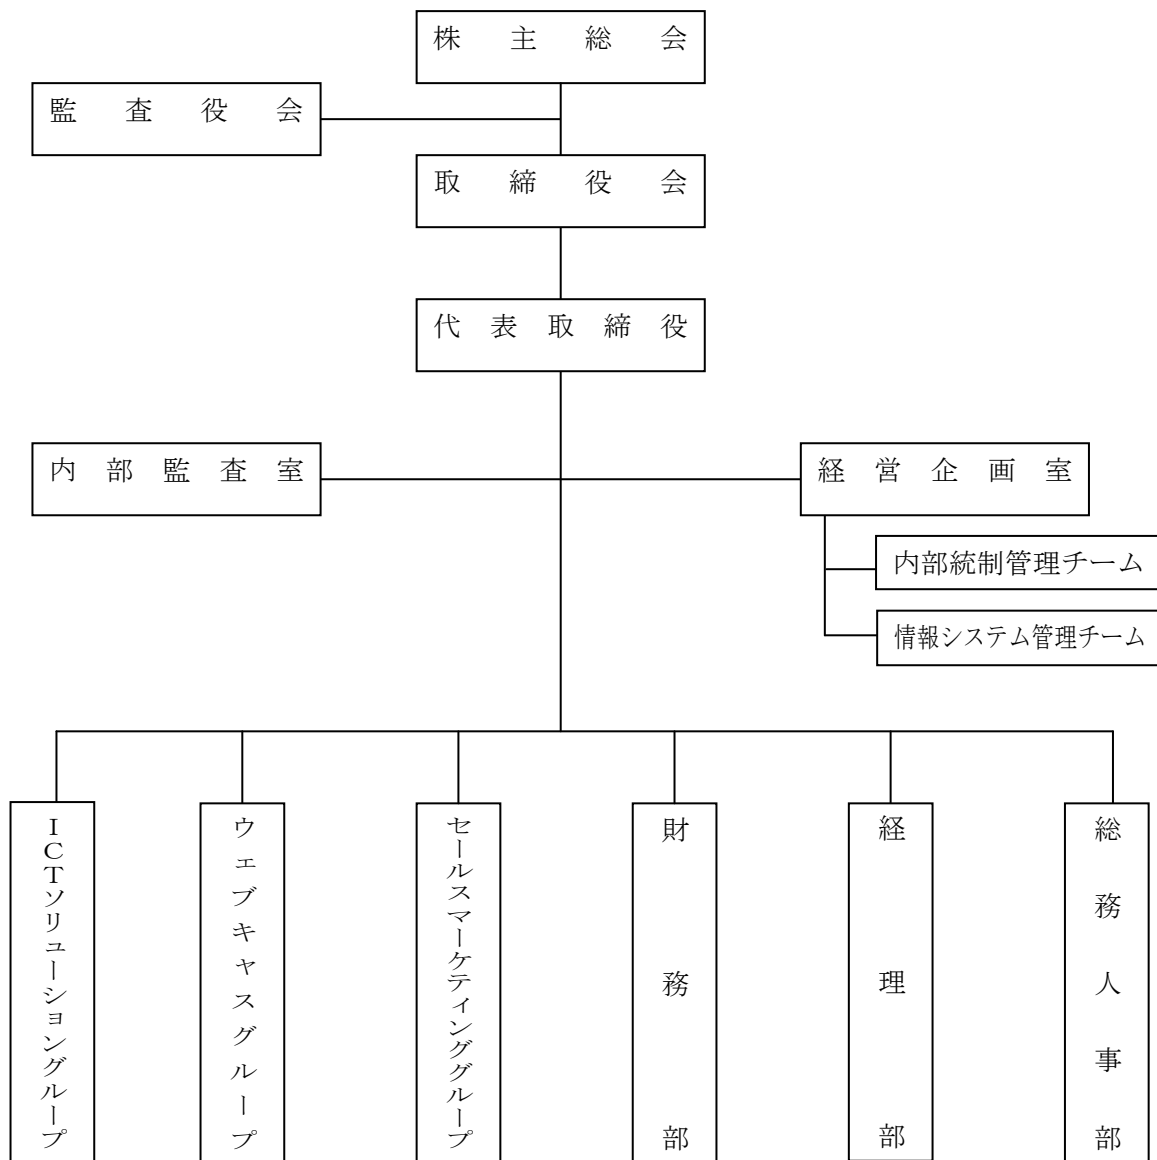 株主総会
監査役会
取締役会
代表取締役
内部監査室
経営企画室
内部統制管理チーム
情報システム管理チーム
ICTソリューショングループ
ウェブキャスグループ
セールスマーケティンググループ
財務部
経理部
総務人事部